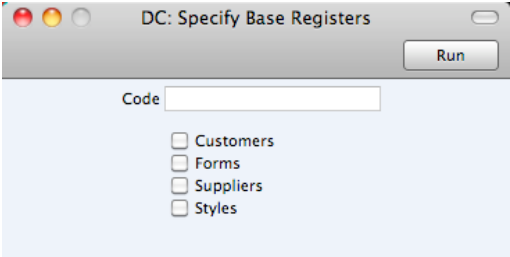 DC: Specify Base Registers
Run
Code
Customers
Forms
Suppliers
Styles